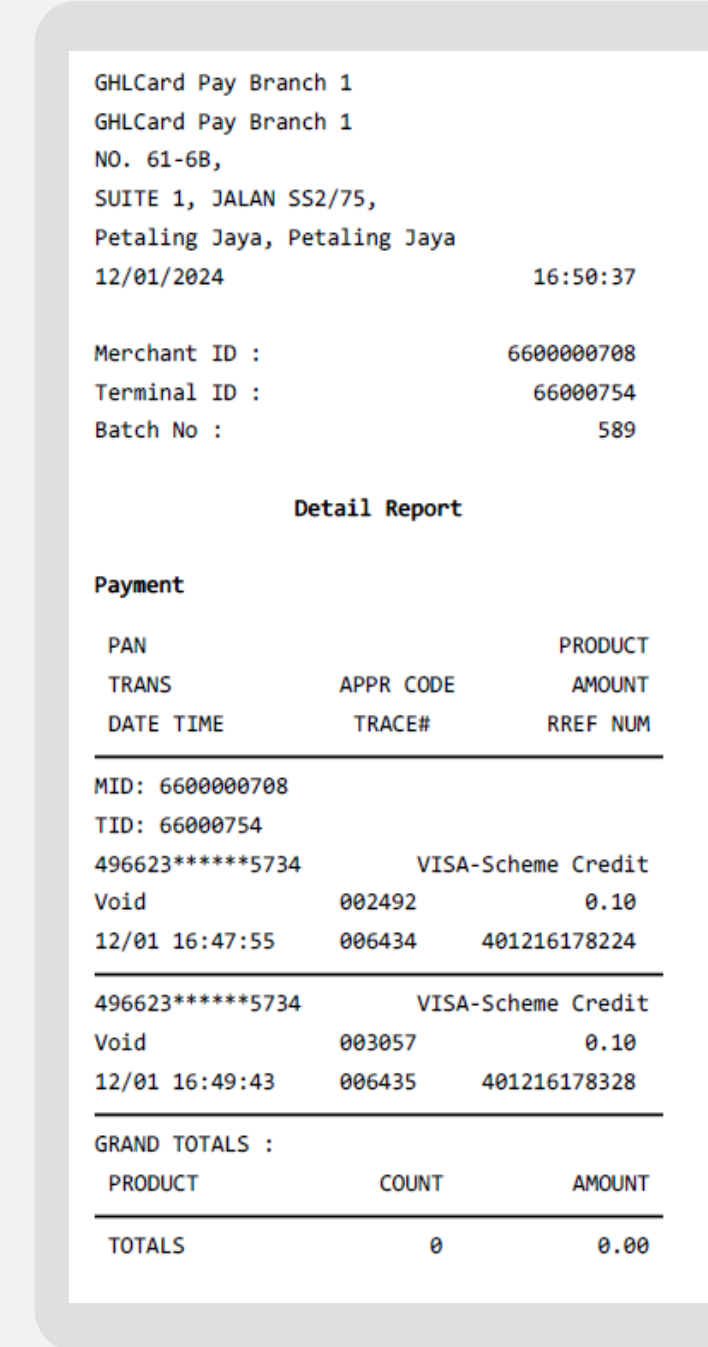 GHLCard Pay Branch 1
GHLCard Pay Branch 1
NO. 61-6B,
SUITE 1, JALAN SS2/75,
Petaling Jaya, Petaling Jaya
12/01/2024 16:50:37
Merchant ID : 6600000708
Terminal ID : 66000754
Batch No : 589
Detail Report
Payment
PAN PRODUCT
TRANS APPR CODE AMOUNT
DATE TIME TRACE# RREF NUM
MID: 6600000708
TID: 66000754
496623******5734 VISA-Scheme Credit
Void 002492 0.10
12/01 16:47:55 006434 401216178224
496623******5734 VISA-Scheme Credit
Void 003057 0.10
12/01 16:49:43 006435 401216178328
GRAND TOTALS :
PRODUCT COUNT AMOUNT
TOTALS 0 0.00